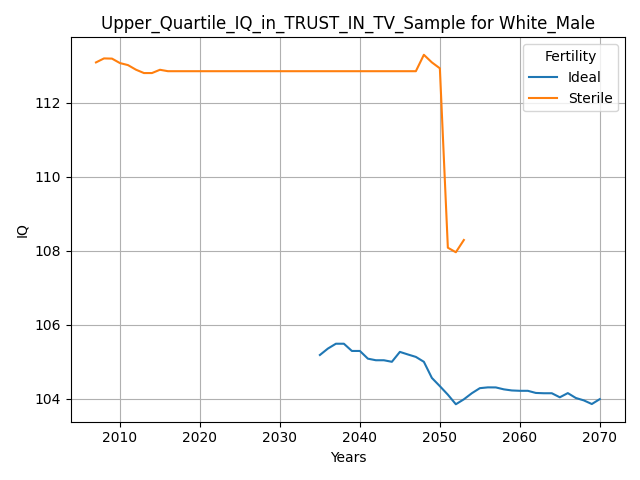 Upper_Quartile_IQ_in_TRUST_IN_TV_Sample for White_Male
Fertility
Ideal
Sterile
112
110
108
106
104
IQ
2010 2020 2030 2040 2050 2060 2070
Years